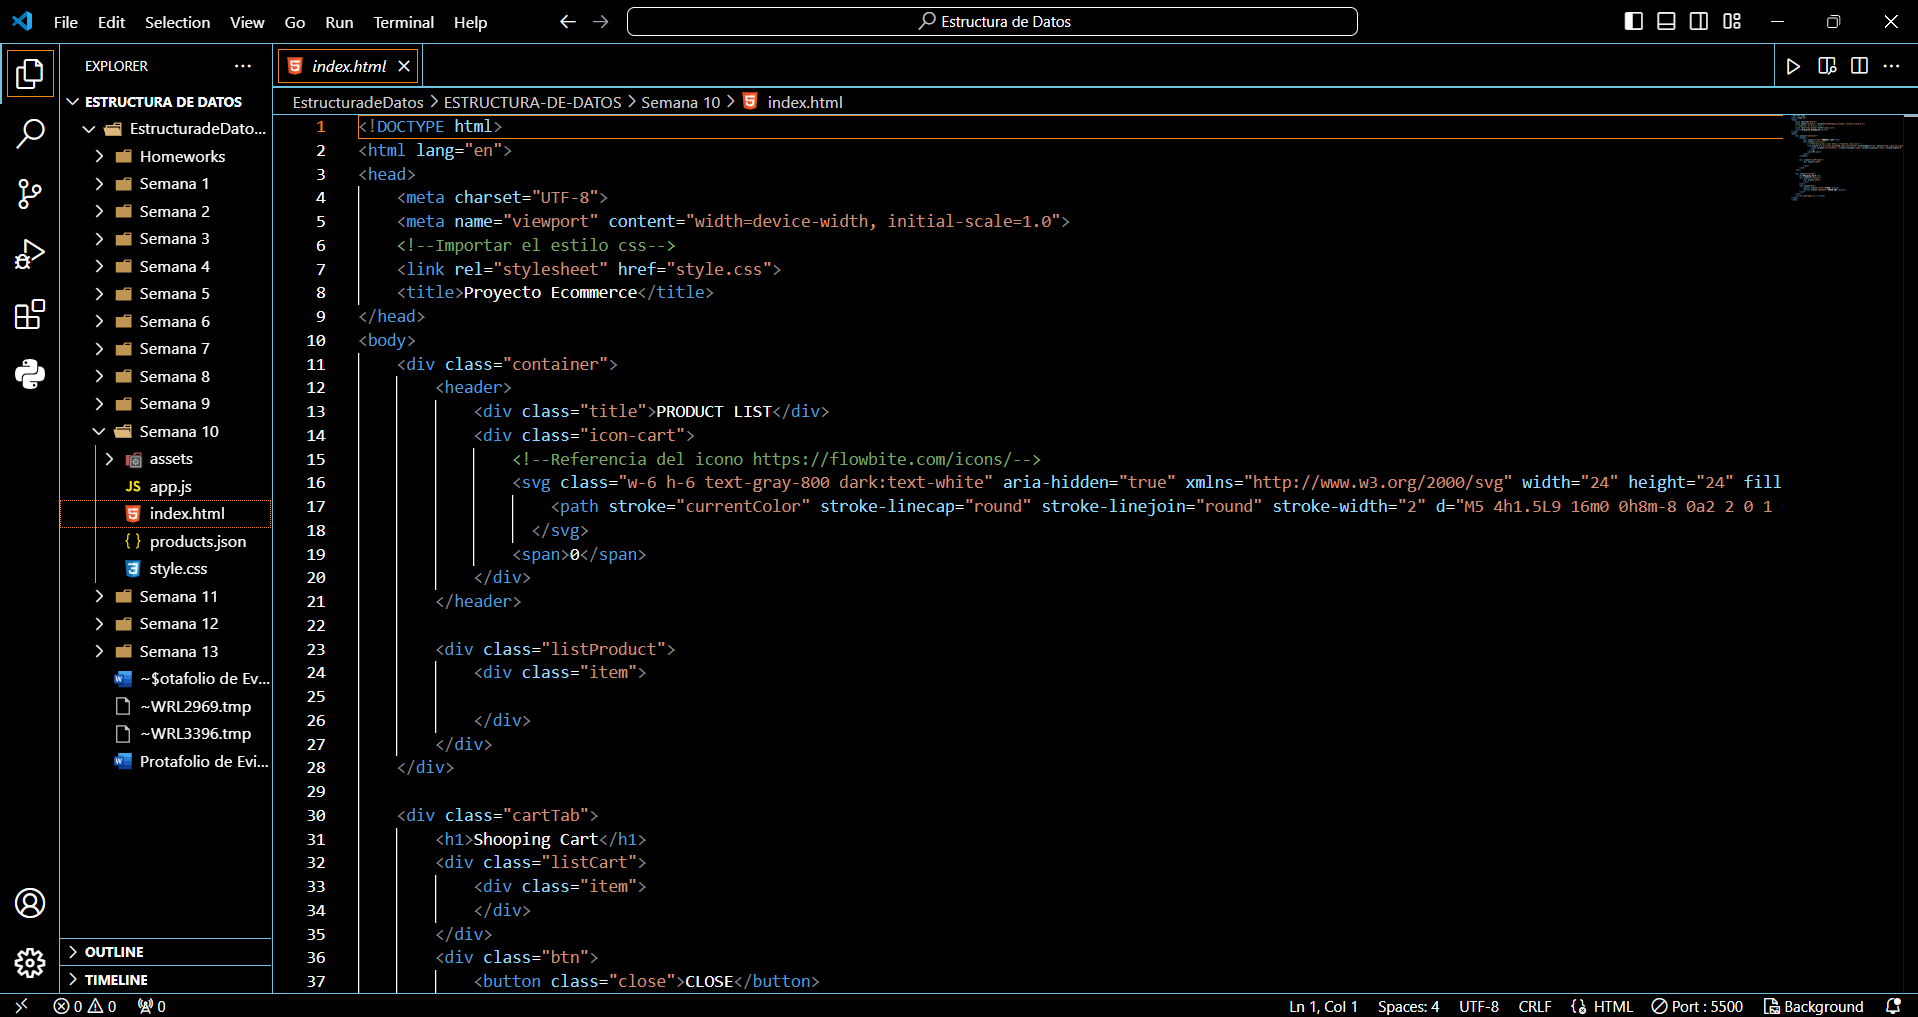 File Edit Selection View Go Run Terminal Help
Estructura de Datos
EXPLORER
ESTRUCTURA DE DATOS
EstructuradeDato...
Homeworks
Semana 1
Semana 2
Semana 3
Semana 4
Semana 5
Semana 6
Semana 7
Semana 8
Semana 9
Semana 10
assets
JS app.js
index.html
{} products.json
style.css
Semana 11
Semana 12
Semana 13
~$otafolio de Ev...
~WRL2969.tmp
~WRL3396.tmp
Protafolio de Evi...
OUTLINE
TIMELINE
index.html
EstructuradeDatos > ESTRUCTURA-DE-DATOS > Semana 10 > index.html
1 <!DOCTYPE html>
2 <html lang="en">
3 <head>
4 <meta charset="UTF-8">
5 <meta name="viewport" content="width=device-width, initial-scale=1.0">
6 <!--Importar el estilo css-->
7 <link rel="stylesheet" href="style.css">
8 <title>Proyecto Ecommerce</title>
9 </head>
10 <body>
11 <div class="container">
12 <header>
13 <div class="title">PRODUCT LIST</div>
14 <div class="icon-cart">
15 <!--Referencia del icono https://flowbite.com/icons/-->
16 <svg class="w-6 h-6 text-gray-800 dark:text-white" aria-hidden="true" xmlns="http://www.w3.org/2000/svg" width="24" height="24" fill
17 <path stroke="currentColor" stroke-linecap="round" stroke-linejoin="round" stroke-width="2" d="M5 4h1.5L9 16m0 0h8m-8 0a2 2 0 1
18 </svg>
19 <span>0</span>
20 </div>
21 </header>
22
23 <div class="listProduct">
24 <div class="item">
25
26 </div>
27 </div>
28 </div>
29
30 <div class="cartTab">
31 <h1>Shooping Cart</h1>
32 <div class="listCart">
33 <div class="item">
34 </div>
35 </div>
36 <div class="btn">
37 <button class="close">CLOSE</button>
0 0 0
Ln 1, Col 1 Spaces: 4 UTF-8 CRLF {} HTML Port : 5500 Background